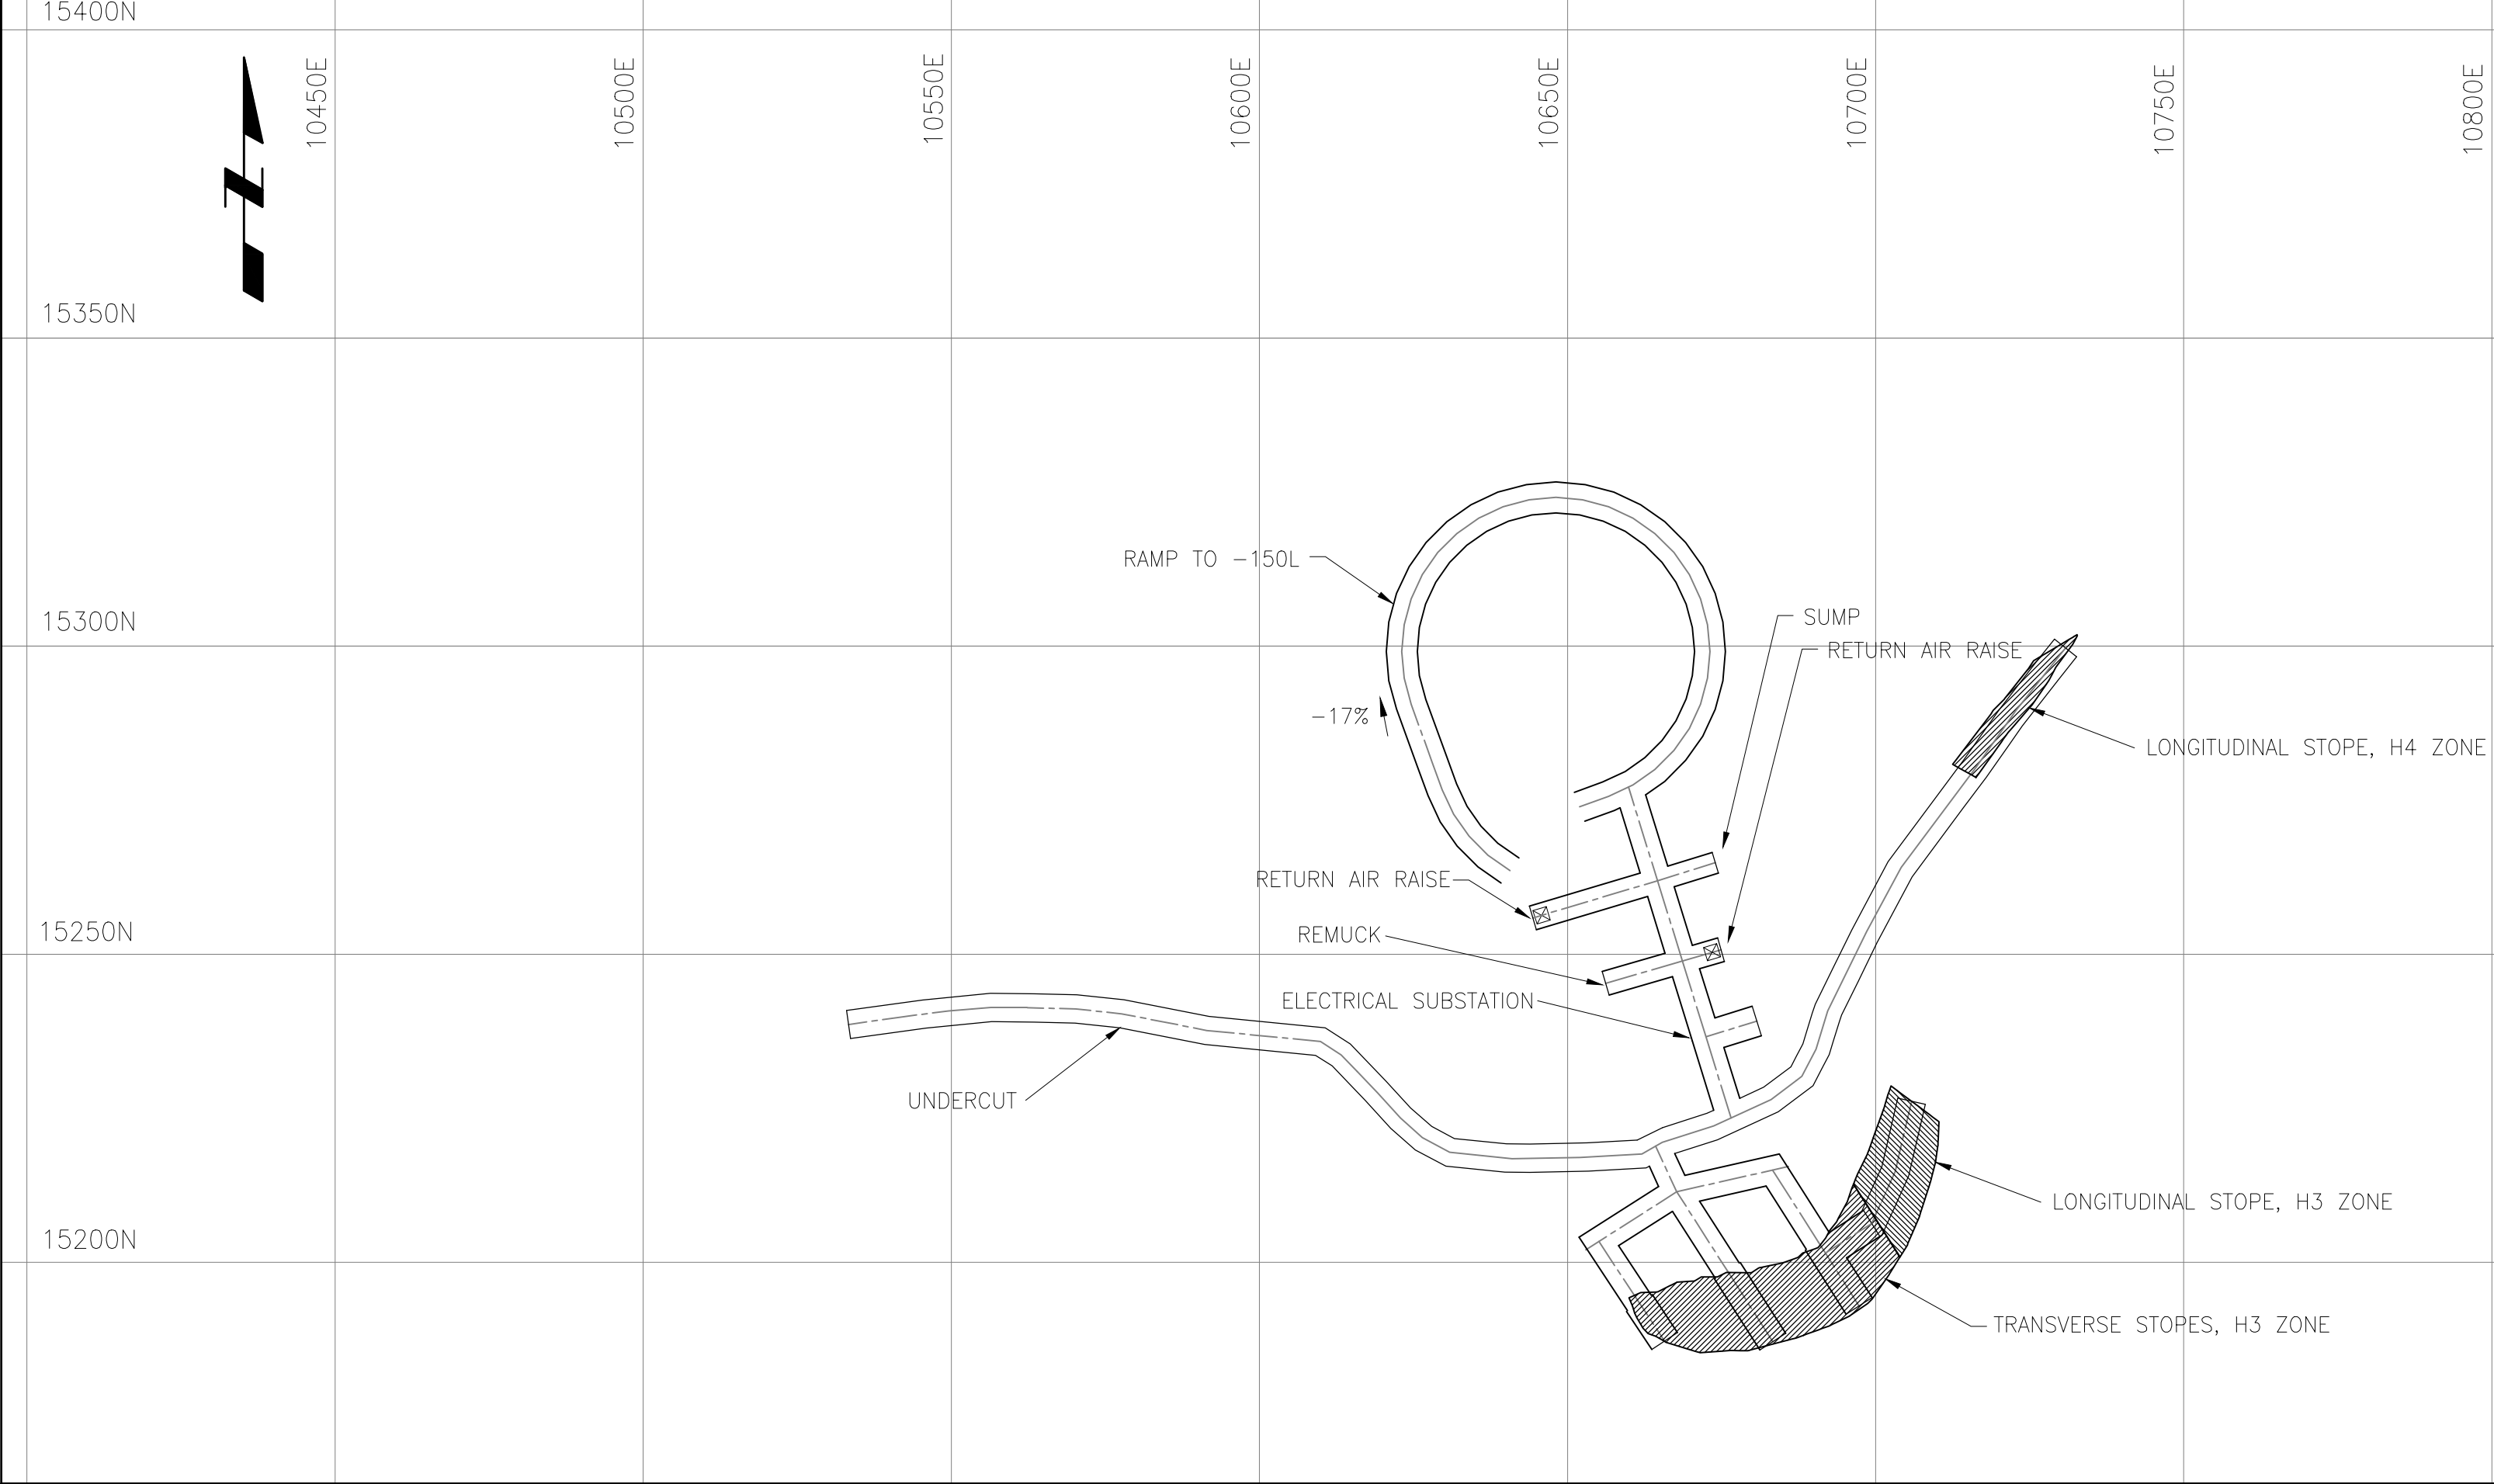 15400N
10450E
10500E
10550E
10600E
10650E
10700E
10750E
10800E
N
15350N
RAMP TO -150L
15300N
SUMP
RETURN AIR RAISE
-17%
LONGITUDINAL STOPE, H4 ZONE
RETURN AIR RAISE
15250N
REMUCK
ELECTRICAL SUBSTATION
UNDERCUT
LONGITUDINAL STOPE, H3 ZONE
15200N
TRANSVERSE STOPES, H3 ZONE